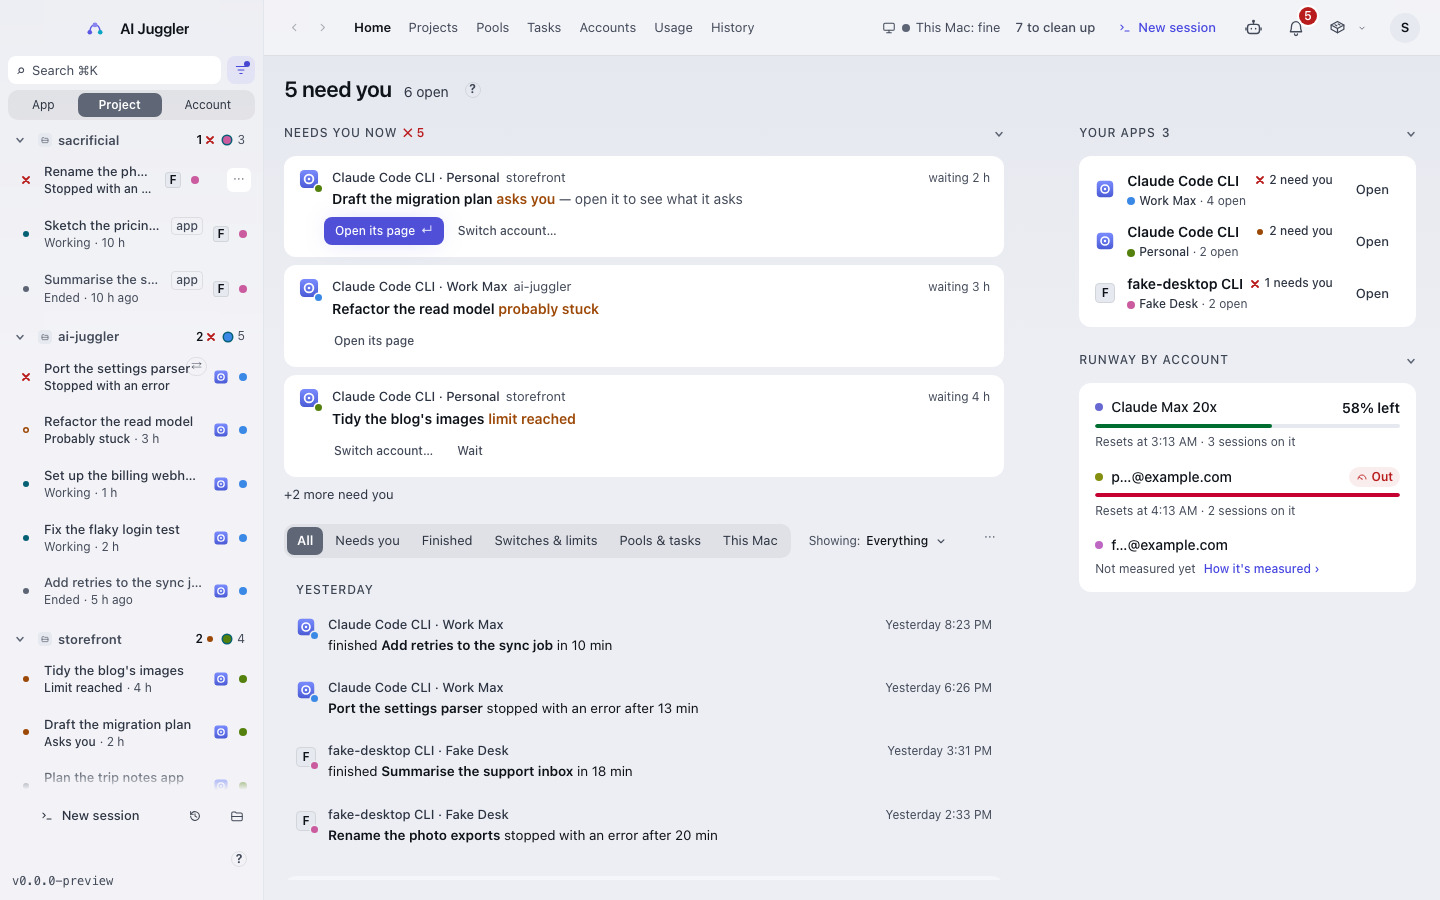 AI Juggler
Search ⌘K
App Project Account
sacrificial 1 3
Rename the ph... F
Stopped with an ...
Sketch the pricin... app F
Working · 10 h
Summarise the s... app F
Ended · 10 h ago
ai-juggler 2 5
Port the settings parser
Stopped with an error
Refactor the read model
Probably stuck · 3 h
Set up the billing webh...
Working · 1 h
Fix the flaky login test
Working · 2 h
Add retries to the sync j...
Ended · 5 h ago
storefront 2 4
Tidy the blog's images
Limit reached · 4 h
Draft the migration plan
Asks you · 2 h
Plan the trip notes app
New session
?
v0.0.0-preview
Home Projects Pools Tasks Accounts Usage History
This Mac: fine 7 to clean up New session 5 S
5 need you 6 open ?
NEEDS YOU NOW 5
Claude Code CLI · Personal storefront waiting 2 h
Draft the migration plan asks you — open it to see what it asks
Open its page ↵ Switch account...
Claude Code CLI · Work Max ai-juggler waiting 3 h
Refactor the read model probably stuck
Open its page
Claude Code CLI · Personal storefront waiting 4 h
Tidy the blog's images limit reached
Switch account... Wait
+2 more need you
All Needs you Finished Switches & limits Pools & tasks This Mac Showing: Everything ...
YESTERDAY
Claude Code CLI · Work Max Yesterday 8:23 PM
finished Add retries to the sync job in 10 min
Claude Code CLI · Work Max Yesterday 6:26 PM
Port the settings parser stopped with an error after 13 min
F fake-desktop CLI · Fake Desk Yesterday 3:31 PM
finished Summarise the support inbox in 18 min
F fake-desktop CLI · Fake Desk Yesterday 2:33 PM
Rename the photo exports stopped with an error after 20 min
YOUR APPS 3
Claude Code CLI 2 need you Open
Work Max · 4 open
Claude Code CLI 2 need you Open
Personal · 2 open
F fake-desktop CLI 1 needs you Open
Fake Desk · 2 open
RUNWAY BY ACCOUNT
Claude Max 20x 58% left
Resets at 3:13 AM · 3 sessions on it
p...@example.com Out
Resets at 4:13 AM · 2 sessions on it
f...@example.com
Not measured yet How it's measured ›